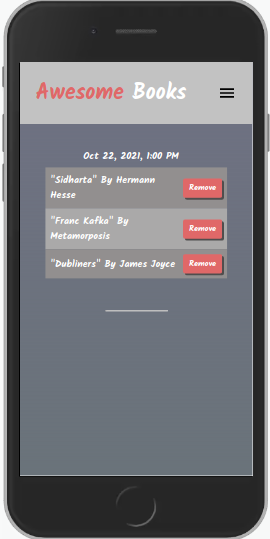 Awesome Books
Oct 22, 2021, 1:00 PM
"Sidharta" By Hermann
Hesse
Remove
"Franc Kafka" By
Metamorposis
Remove
"Dubliners" By James Joyce
Remove